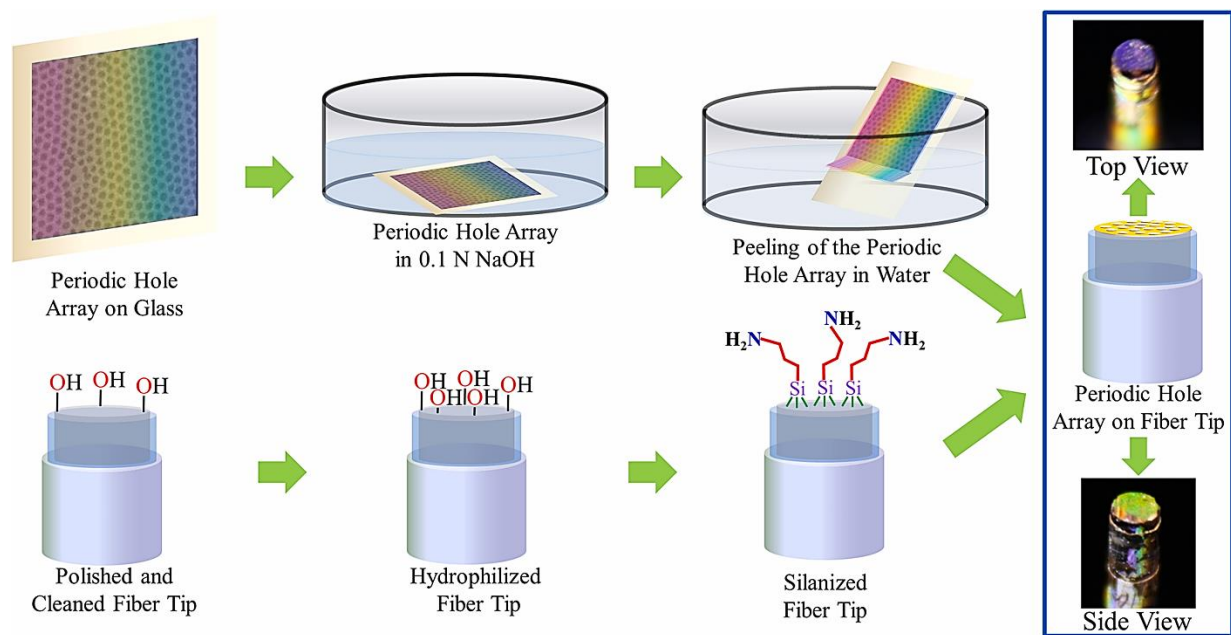 Periodic Hole
Array on Glass
Periodic Hole Array
in 0.1 N NaOH
Peeling of the Periodic
Hole Array in Water
Top View
OH
OH
OH
Polished and
Cleaned Fiber Tip
OH
OH
OH
OH
OH
Hydrophilized
Fiber Tip
H₂N
NH₂
NH₂
Si
Si
Si
Silanized
Fiber Tip
Periodic Hole
Array on Fiber Tip
Side View